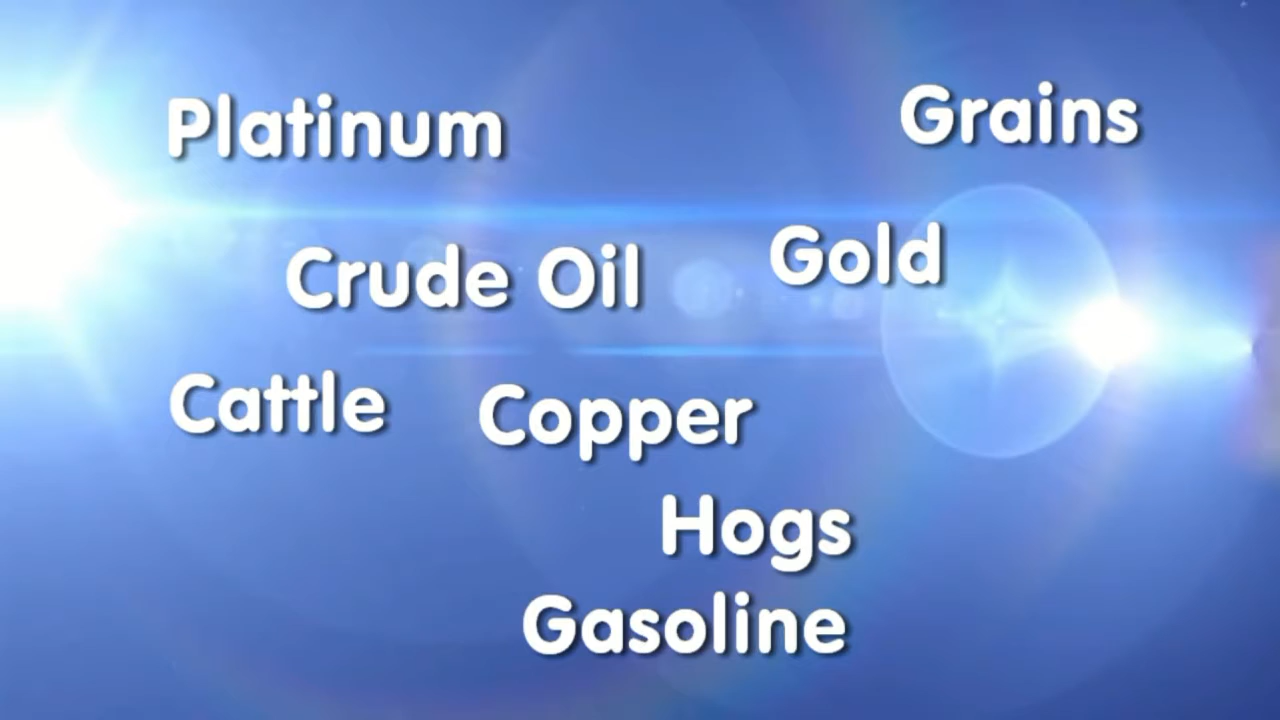 Platinum
Grains
Crude Oil
Gold
Cattle
Copper
Hogs
Gasoline